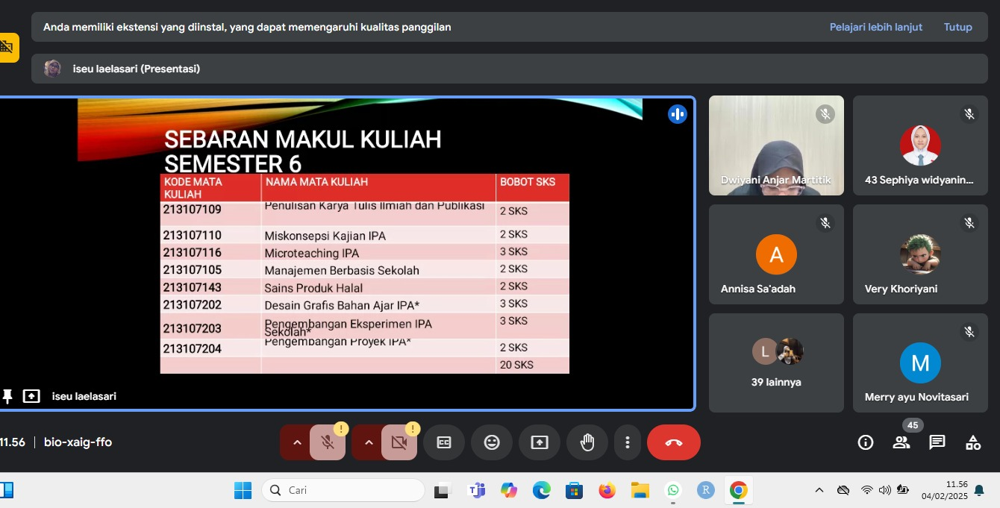 Anda memiliki ekstensi yang diinstal, yang dapat memengaruhi kualitas panggilan
Pelajari lebih lanjut
Tutup
iseu laelasari (Presentasi)
SEBARAN MAKUL KULIAH
SEMESTER 6
KODE MATA
KULIAH
NAMA MATA KULIAH
BOBOT SKS
213107109
Penulisan Karya Tulis Ilmiah dan Publikasi
2 SKS
213107110
Miskonsepsi Kajian IPA
2 SKS
213107116
Microteaching IPA
3 SKS
213107105
Manajemen Berbasis Sekolah
2 SKS
213107143
Sains Produk Halal
2 SKS
213107202
Desain Grafis Bahan Ajar IPA*
3 SKS
213107203
Pengembangan Eksperimen IPA
Sekolah*
3 SKS
213107204
Pengembangan Proyek IPA*
2 SKS
20 SKS
iseu laelasari
Dwiyani Anjar Martitik
43 Sephiya widyanin...
A
Annisa Sa'adah
Very Khoriyani
L
39 lainnya
M
Merry ayu Novitasari
11.56
bio-xaig-ffo
45
Cari
R
11.56
04/02/2025